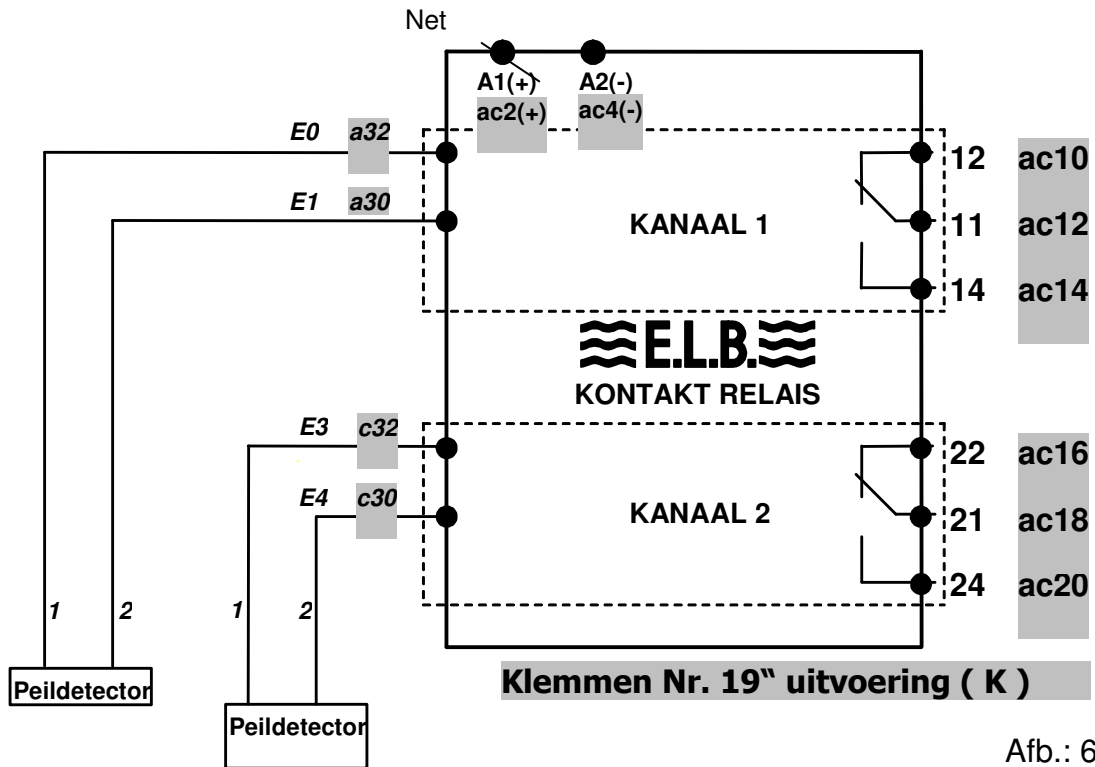 Net
A1(+) A2(-)
ac2(+) ac4(-)
E0 a32
E1 a30
12 ac10
KANAAL 1
11 ac12
14 ac14
E.L.B.
KONTAKT RELAIS
E3 c32
E4 c30
22 ac16
KANAAL 2
21 ac18
24 ac20
1 2 1 2
Peildetector
Peildetector
Klemmen Nr. 19“ uitvoering ( K )
Afb.: 6